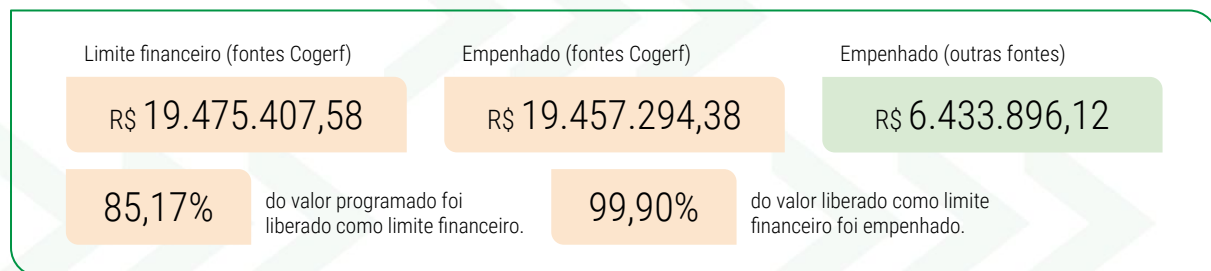 Limite financeiro (fontes Cogerf)
Empenhado (fontes Cogerf)
Empenhado (outras fontes)
R$ 19.475.407,58
R$ 19.457.294,38
R$ 6.433.896,12
85,17%
do valor programado foi
liberado como limite financeiro.
99,90%
do valor liberado como limite
financeiro foi empenhado.